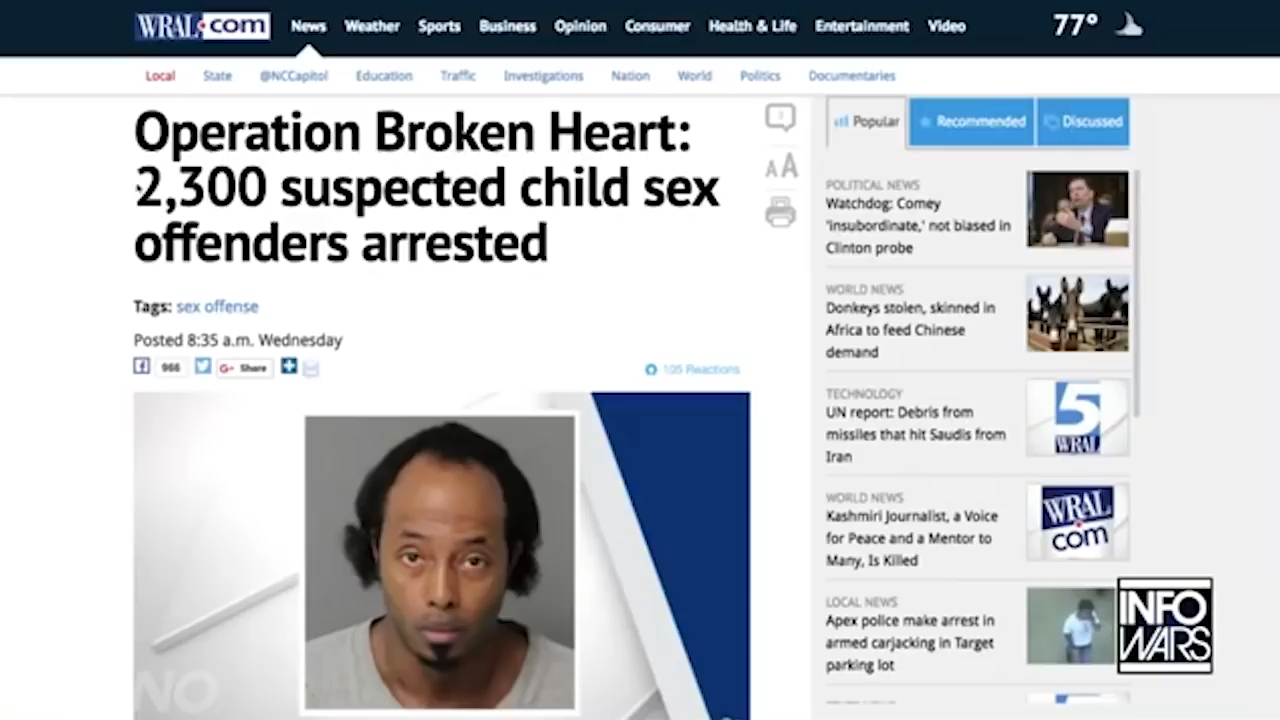 WRAL.com
News Weather Sports Business Opinion Consumer Health & Life Entertainment Video
77°
Local State @NCCapitol Education Traffic Investigations Nation World Politics Documentaries
Operation Broken Heart:
2,300 suspected child sex
offenders arrested
Tags: sex offense
Posted 8:35 a.m. Wednesday
966
G+ Share
105 Reactions
AA
Popular Recommended Discussed
POLITICAL NEWS
Watchdog: Comey
'insubordinate,' not biased in
Clinton probe
WORLD NEWS
Donkeys stolen, skinned in
Africa to feed Chinese
demand
TECHNOLOGY
UN report: Debris from
missiles that hit Saudis from
Iran
5
WRAL
WORLD NEWS
Kashmiri Journalist, a Voice
for Peace and a Mentor to
Many, Is Killed
WRAL
.com
LOCAL NEWS
Apex police make arrest in
armed carjacking in Target
parking lot
INFO
WARS
NO